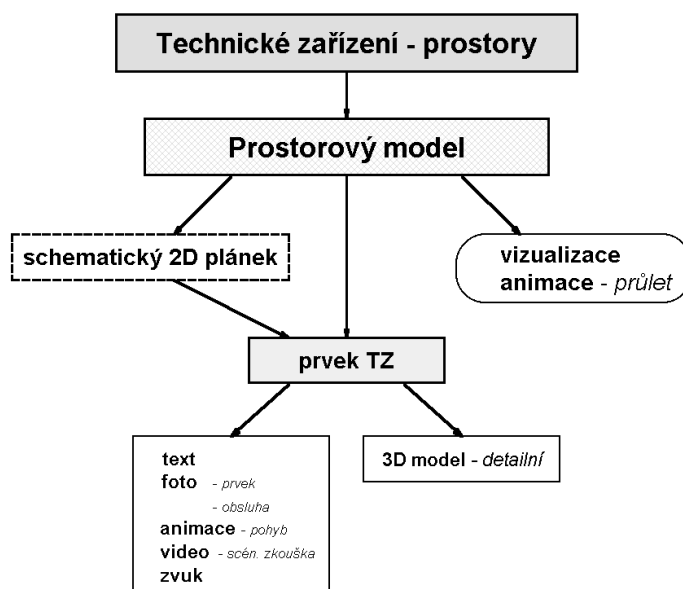 Technické zařízení - prostory
Prostorový model
schematický 2D plánek
vizualizace
animace - průlet
prvek TZ
text
foto - prvek
- obsluha
animace - pohyb
video - scén. zkouška
zvuk
3D model - detailní